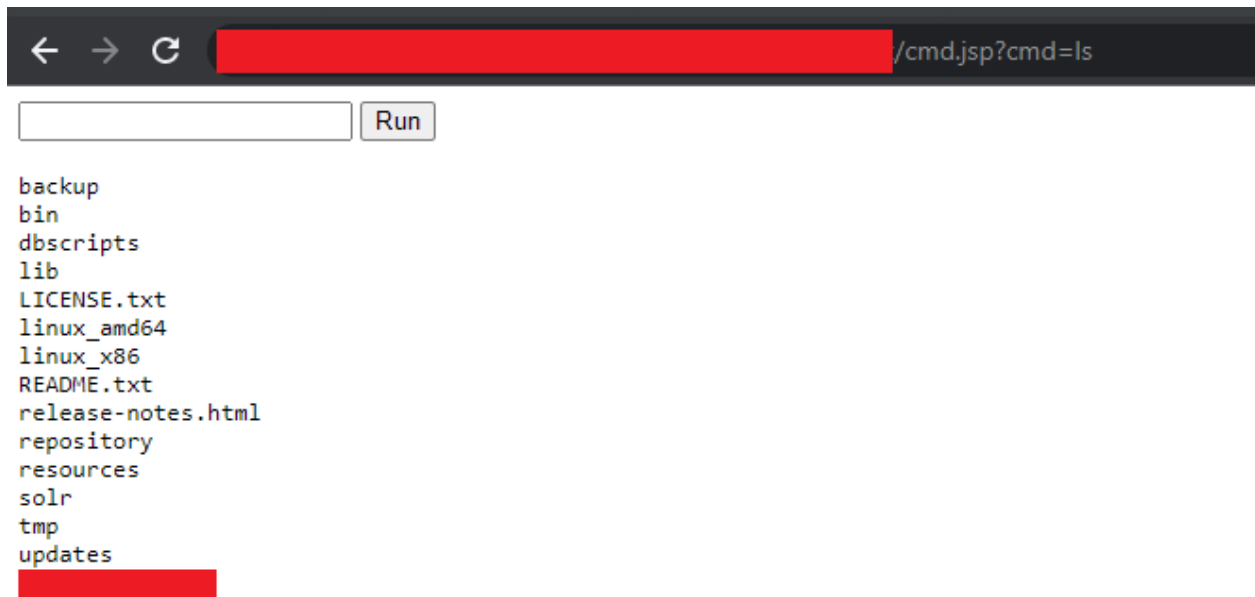 /cmd.jsp?cmd=ls
Run
backup
bin
dbscripts
lib
LICENSE.txt
linux_amd64
linux_x86
README.txt
release-notes.html
repository
resources
solr
tmp
updates